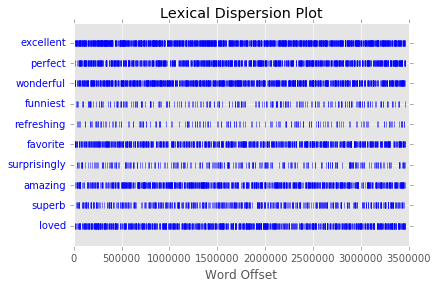 Lexical Dispersion Plot
excellent
perfect
wonderful
funniest
refreshing
favorite
surprisingly
amazing
superb
loved
0 500000 1000000 1500000 2000000 2500000 3000000 3500000
Word Offset